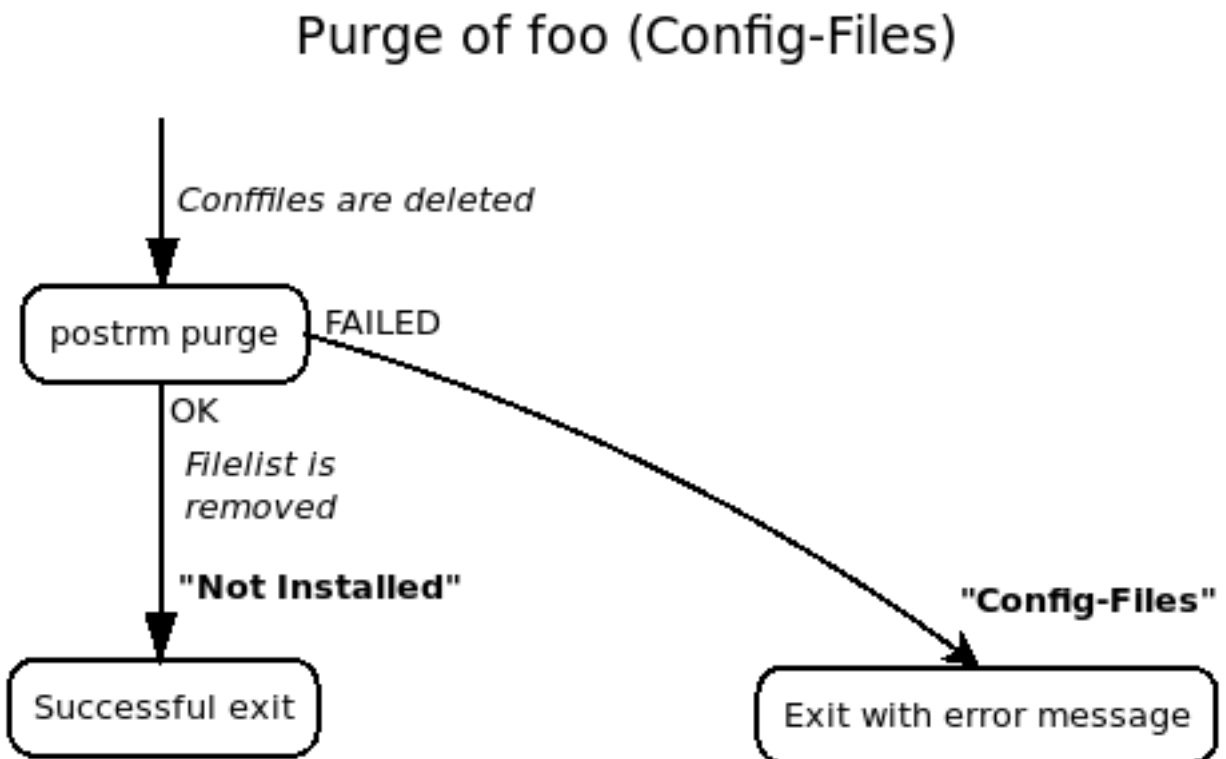 Purge of foo (Config-Files)
Conffiles are deleted
postrm purge
FAILED
OK
Filelist is
removed
"Not Installed"
"Config-Files"
Successful exit
Exit with error message